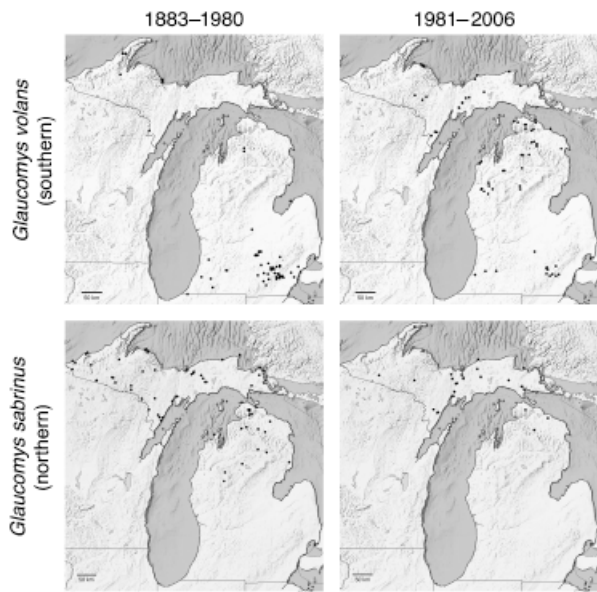 1883–1980
1981–2006
Glaucomys volans
(southern)
50 km
50 km
Glaucomys sabrinus
(northern)
50 km
50 km